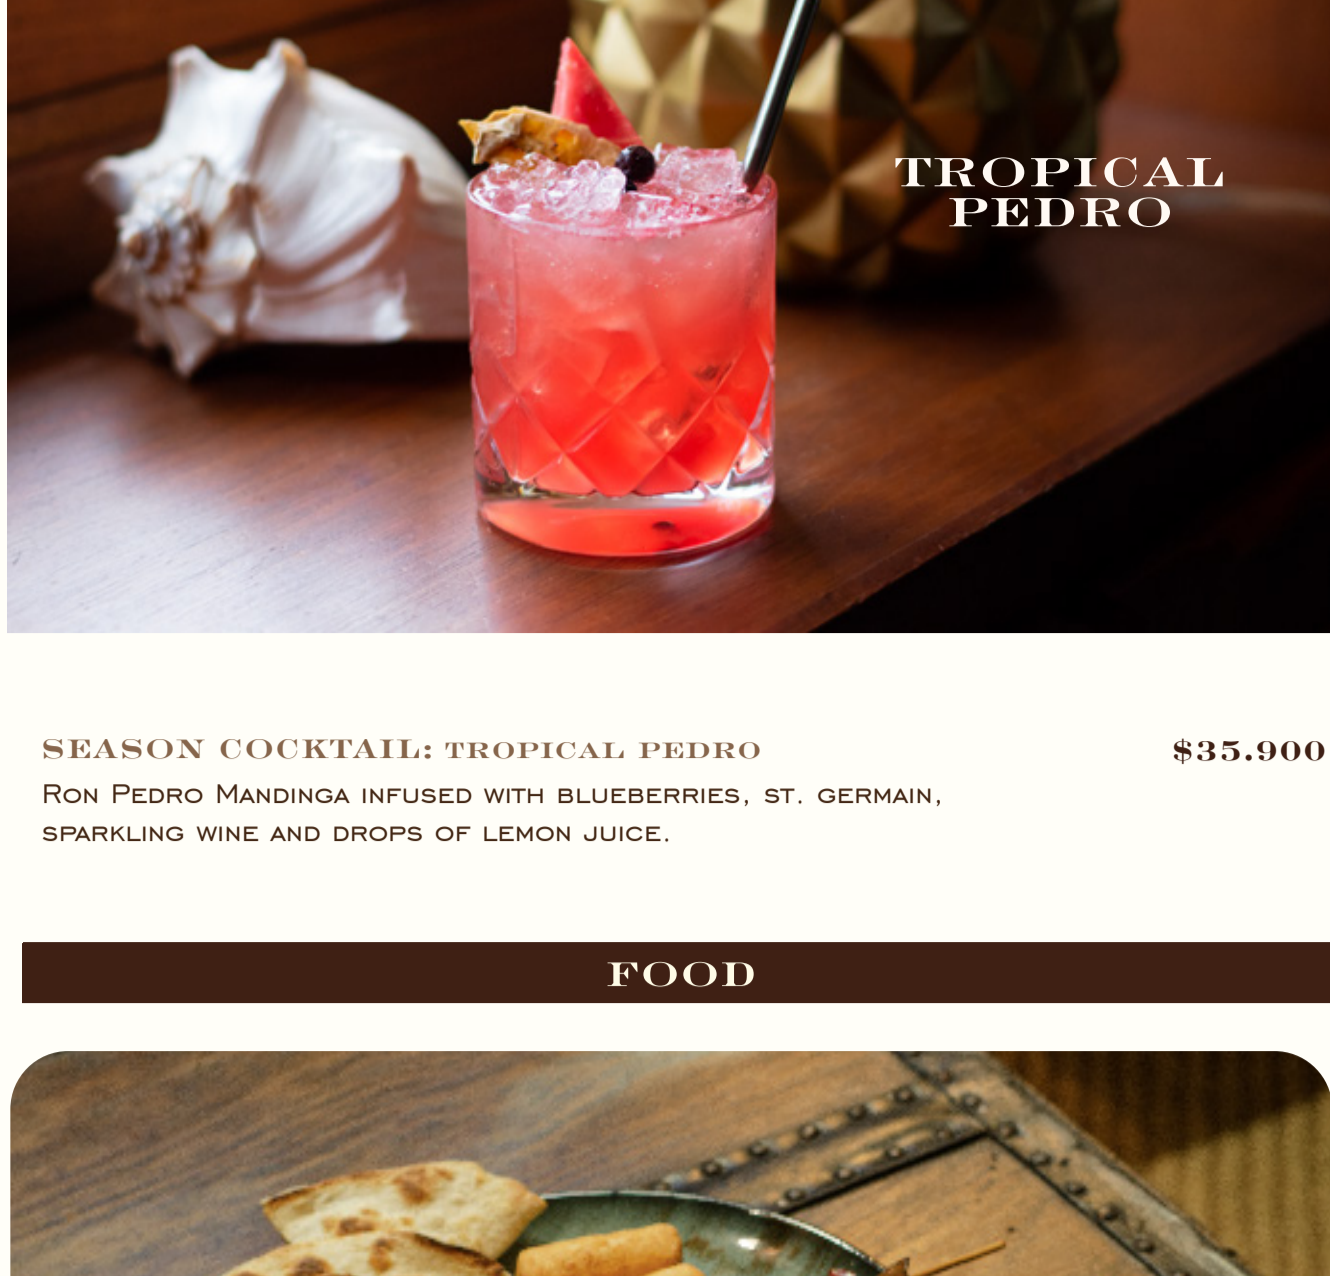 TROPICAL
PEDRO
SEASON COCKTAIL: TROPICAL PEDRO
$35.900
RON PEDRO MANDINGA INFUSED WITH BLUEBERRIES, ST. GERMAIN,
SPARKLING WINE AND DROPS OF LEMON JUICE.
FOOD